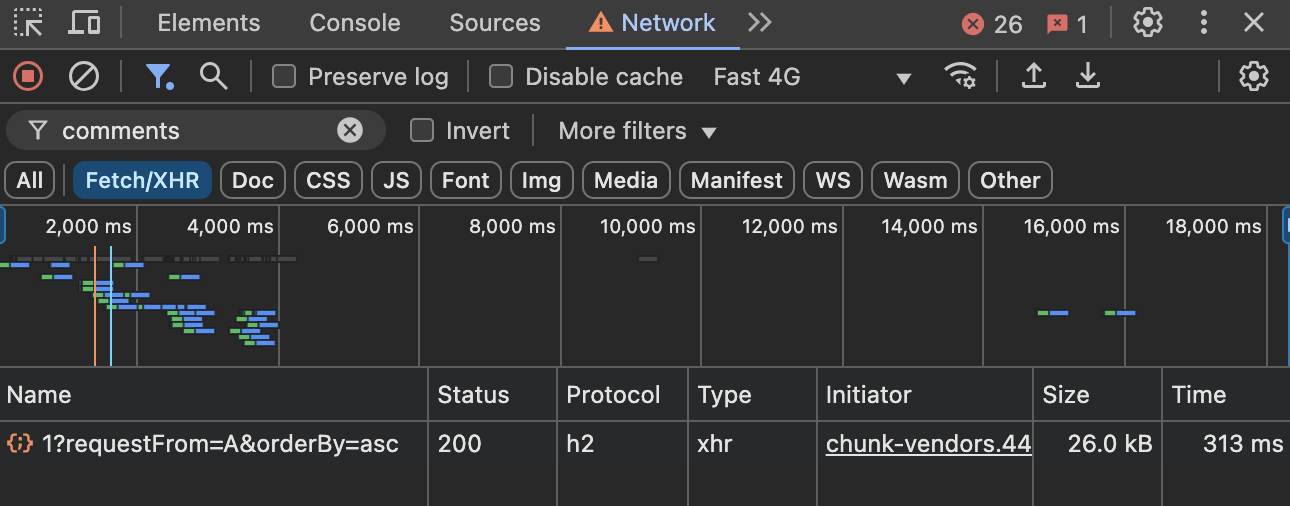 Elements Console Sources Network 26 1
Preserve log Disable cache Fast 4G
comments Invert More filters
All Fetch/XHR Doc CSS JS Font Img Media Manifest WS Wasm Other
2,000 ms 4,000 ms 6,000 ms 8,000 ms 10,000 ms 12,000 ms 14,000 ms 16,000 ms 18,000 ms
Name Status Protocol Type Initiator Size Time
1?requestFrom=A&orderBy=asc 200 h2 xhr chunk-vendors.44 26.0 kB 313 ms